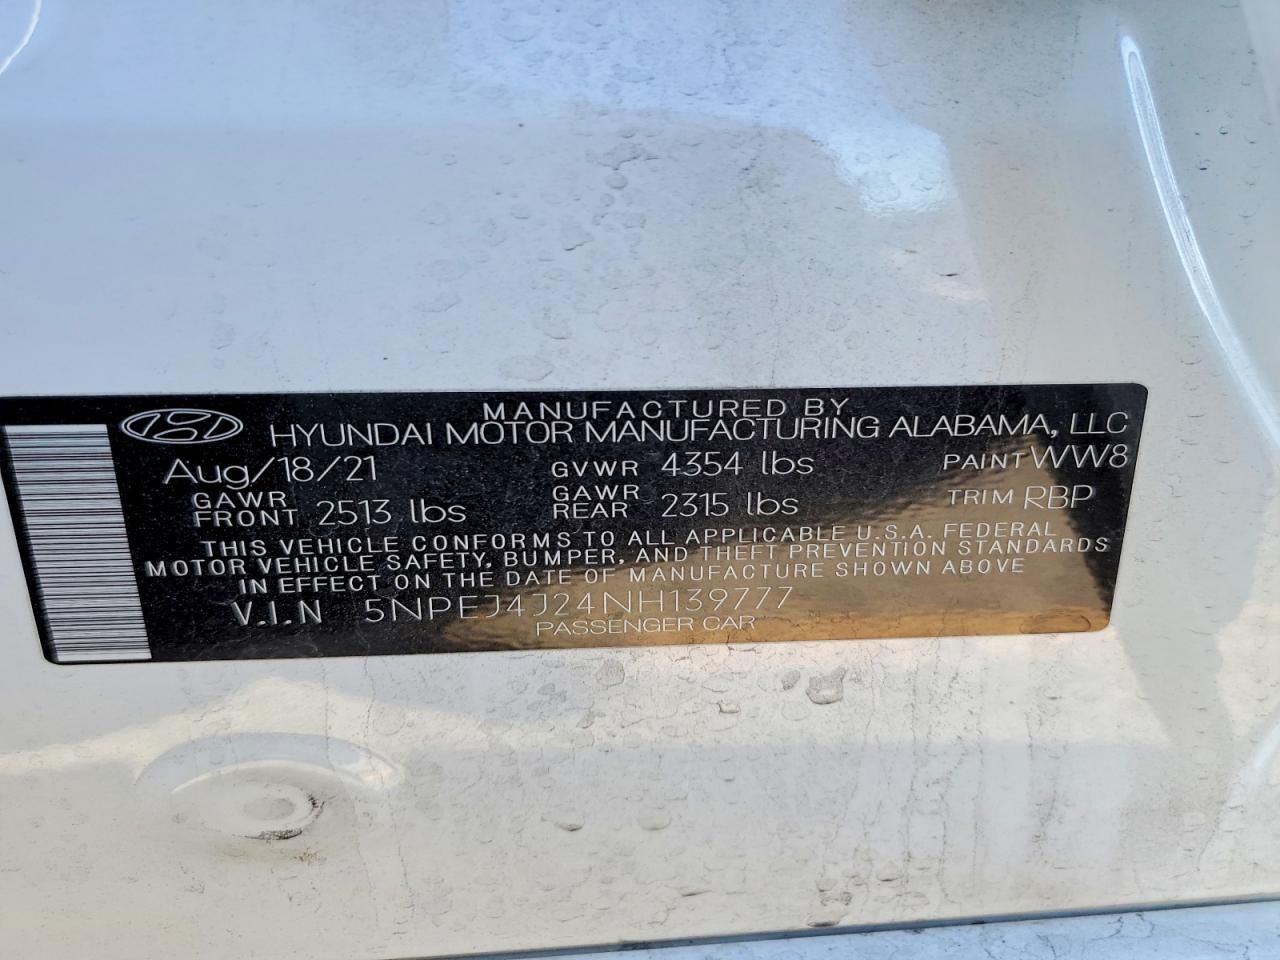 MANUFACTURED BY
HYUNDAI MOTOR MANUFACTURING ALABAMA, LLC
Aug/18/21 GVWR 4354 lbs PAINT WW8
GAWR FRONT 2513 lbs GAWR REAR 2315 lbs TRIM RBP
THIS VEHICLE CONFORMS TO ALL APPLICABLE U.S.A. FEDERAL
MOTOR VEHICLE SAFETY, BUMPER, AND THEFT PREVENTION STANDARDS
IN EFFECT ON THE DATE OF MANUFACTURE SHOWN ABOVE
V.I.N 5NPEJ4J24NH139777
PASSENGER CAR